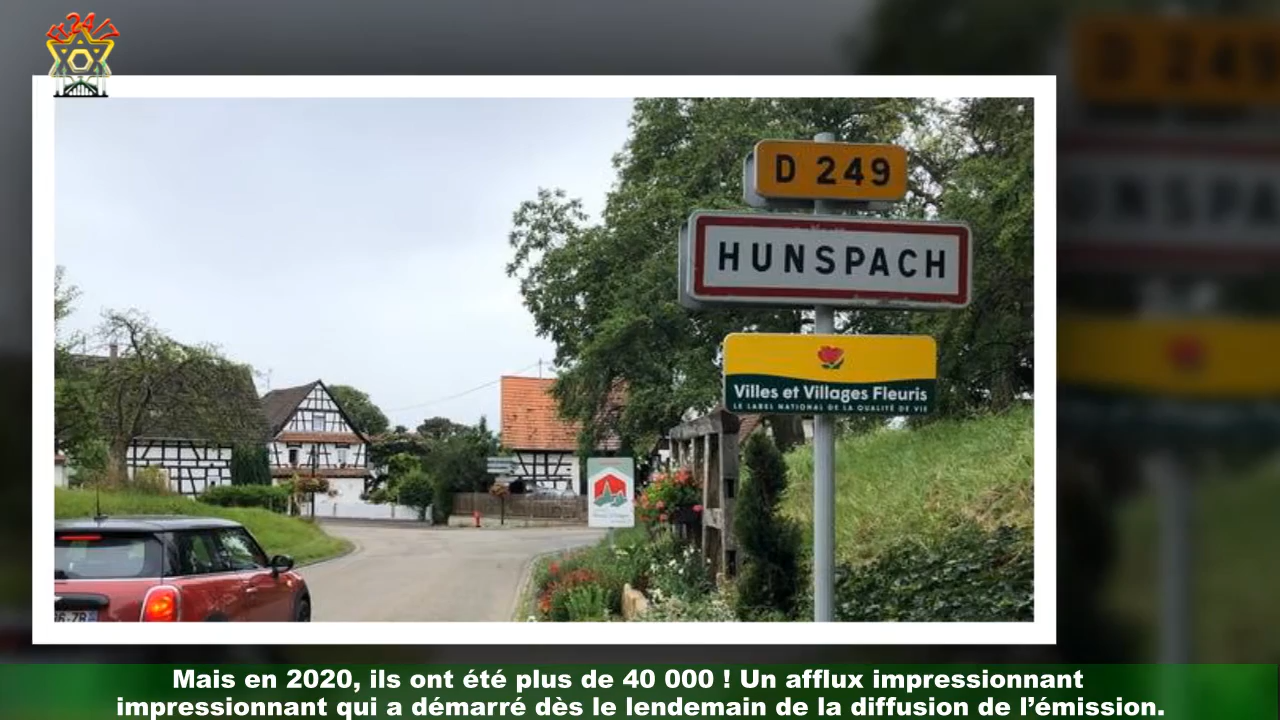 FR24/7
D 249
HUNSPACH
Villes et Villages Fleuris
LE LABEL NATIONAL DE LA QUALITÉ DE VIE
Mais en 2020, ils ont été plus de 40 000 ! Un afflux impressionnant
impressionnant qui a démarré dès le lendemain de la diffusion de l’émission.